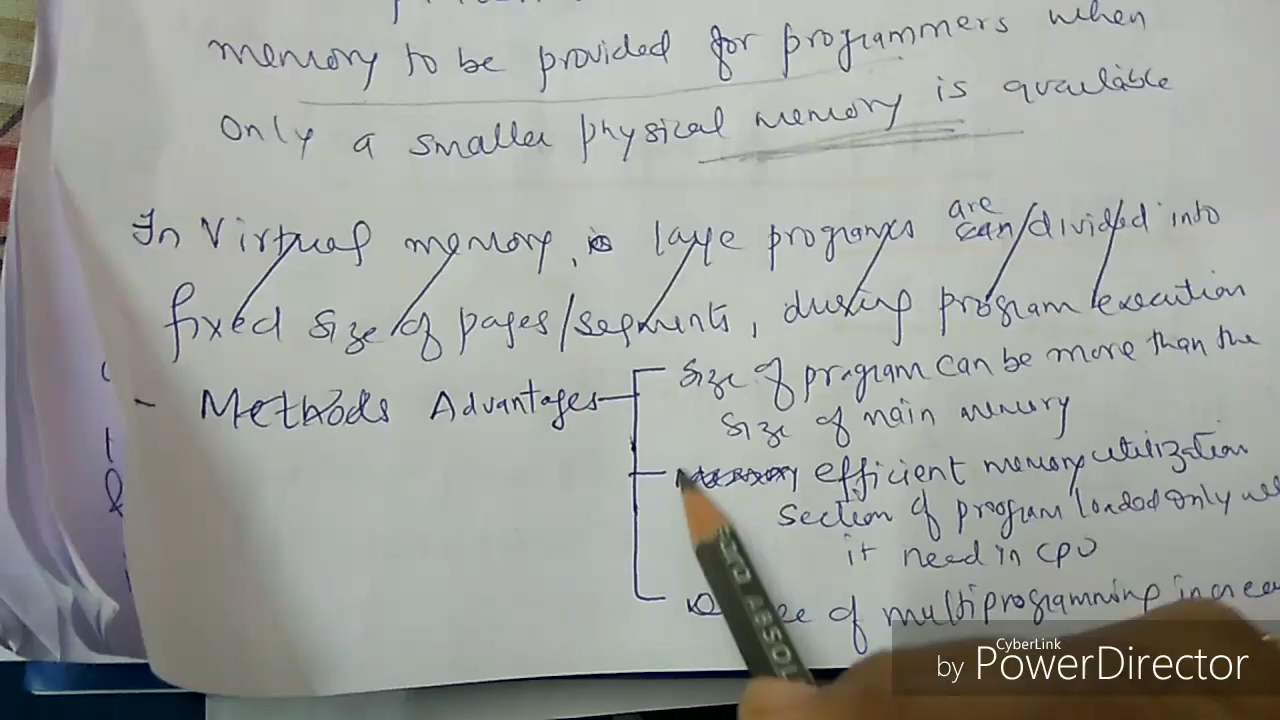 memory to be provided for programmers when
Only a smaller physical memory is available
In Virtual memory, large programs are can/divided into
fixed size of pages/segments, during program execution
- Methods Advantages
Size of program can be more than the
size of main memory
efficient memory utilization
section of program loaded only
it need in CPU
of multiprogramming increa
CyberLink
by PowerDirector
ABSOL